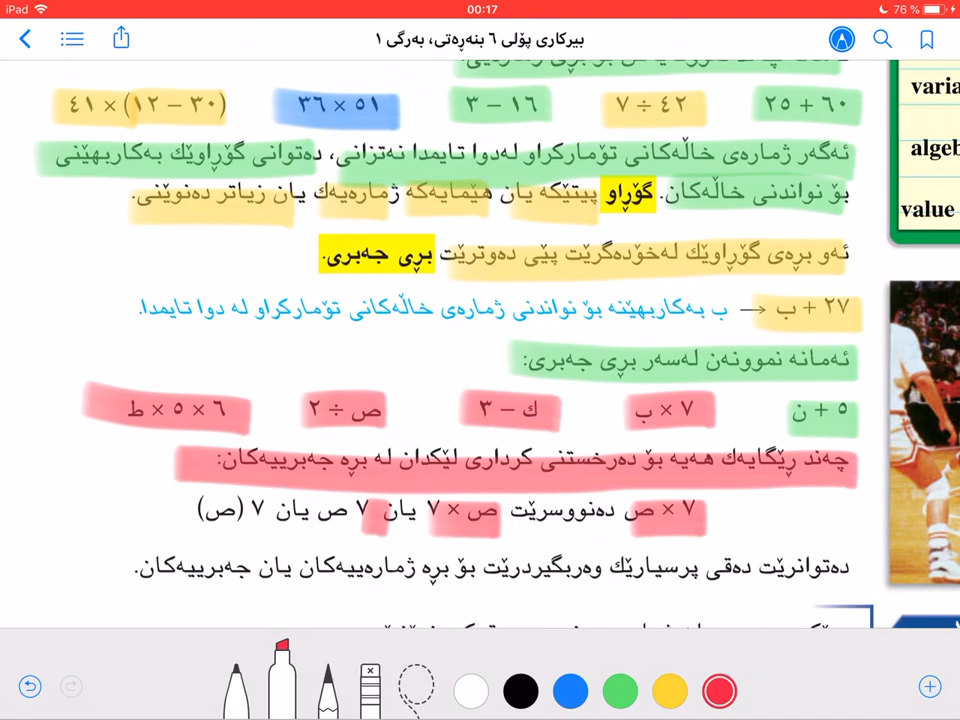 iPad 00:17 76 %
بیرکاری پۆلی ٦ بنەڕەتی، بەرگی ١
٦٠ + ٢٥ ١٦ − ٣ ٤٢ ÷ ٧ ٥١ × ٣٦ (٣٠ − ١٢) × ٤١
varia
ئەگەر ژمارەی خاڵەکانی تۆمارکراو لەدوا تایمدا نەتزانی، دەتوانی گۆڕاوێك بەکاربهێنی
algeb
بۆ نواندنی خاڵەکان. گۆڕاو پیتێکە یان هێمایەکە ژمارەیەك یان زیاتر دەنوێنی.
value
ئەو بڕەی گۆڕاوێك لەخۆدەگرێت پێی دەوترێت بڕی جەبری.
٢٧ + ب ← ب بەکاربهێنە بۆ نواندنی ژمارەی خاڵەکانی تۆمارکراو لە دوا تایمدا.
ئەمانە نموونەن لەسەر بڕی جەبری:
٥ + ن ٧ × ب ك − ٣ ص ÷ ٢ ٦ × ٥ × ط
چەند ڕێگایەك هەیە بۆ دەرخستنی کرداری لێکدان لە بڕە جەبرییەکان:
٧ × ص دەنووسرێت ص × ٧ یان ٧ ص یان ٧ (ص)
دەتوانرێت دەقی پرسیارێك وەربگیردرێت بۆ بڕە ژمارەییەکان یان جەبرییەکان.